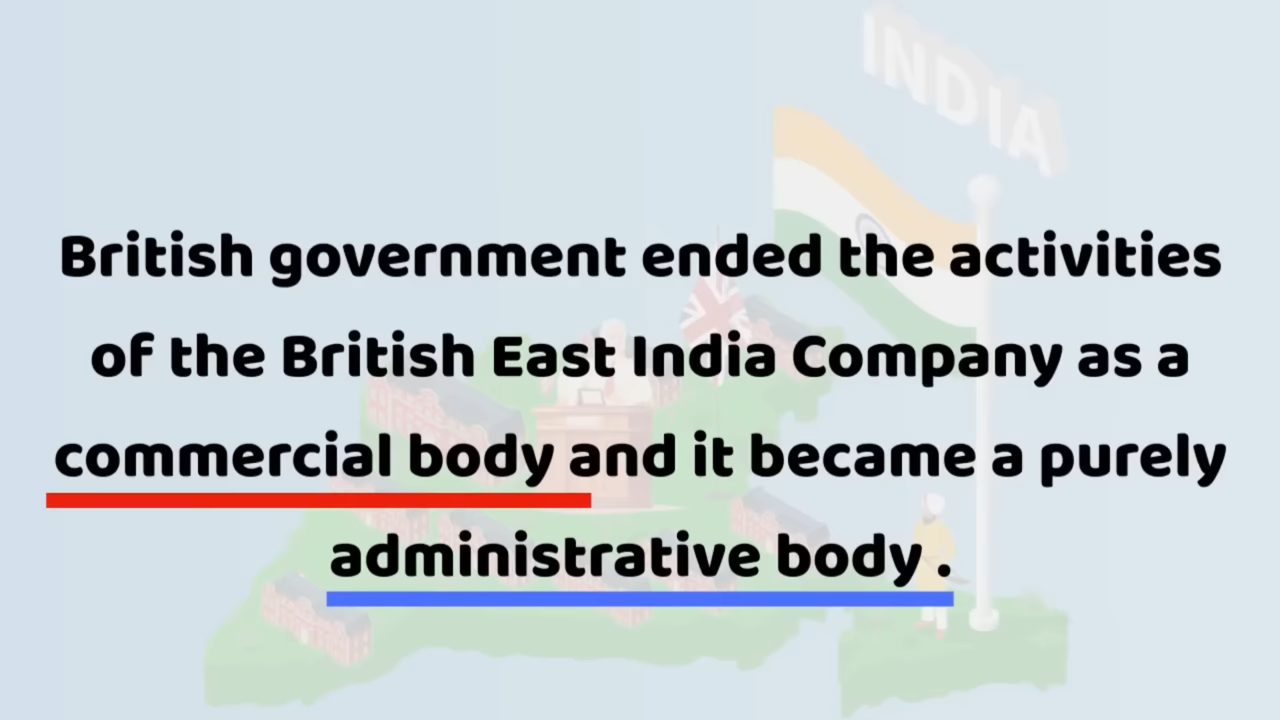 INDIA
British government ended the activities
of the British East India Company as a
commercial body and it became a purely
administrative body .